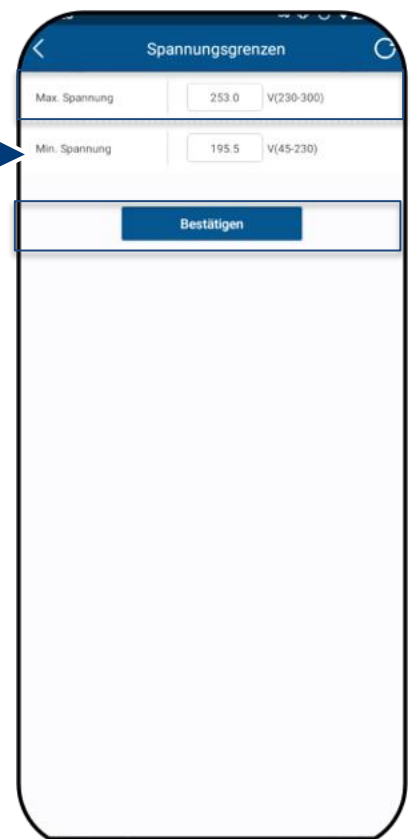 Spannungsgrenzen
Max. Spannung 253.0 V(230-300)
Min. Spannung 195.5 V(45-230)
Bestätigen